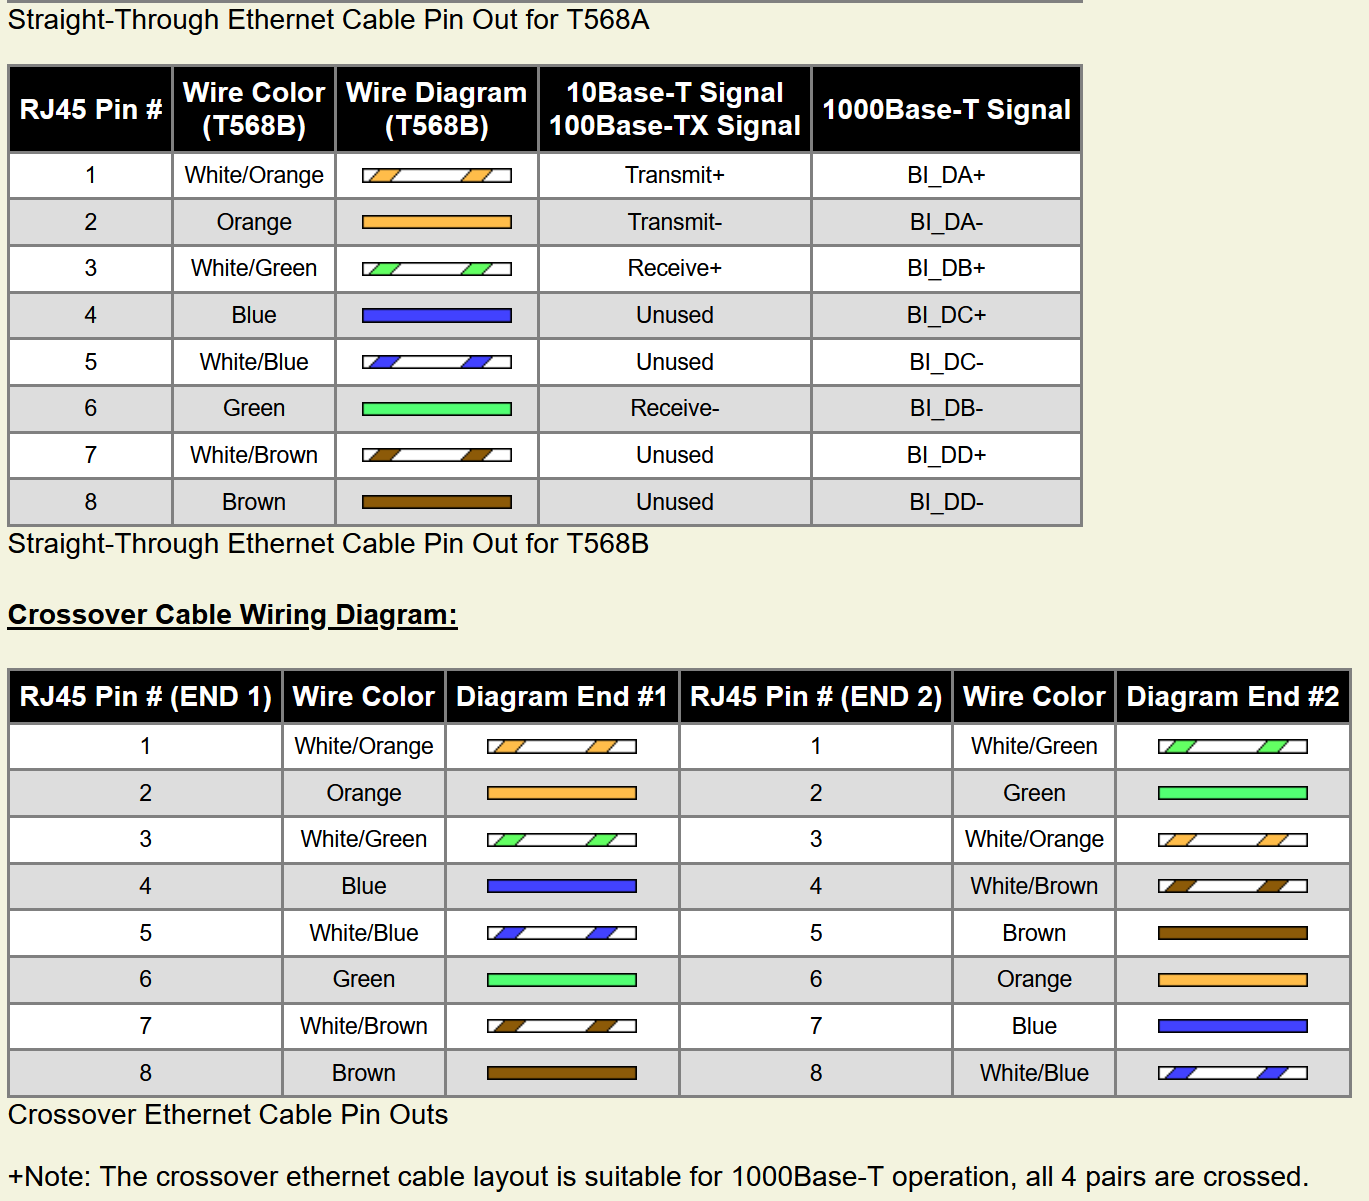 Straight-Through Ethernet Cable Pin Out for T568A
RJ45 Pin # Wire Color (T568B) Wire Diagram (T568B) 10Base-T Signal 100Base-TX Signal 1000Base-T Signal
1 White/Orange Transmit+ BI_DA+
2 Orange Transmit- BI_DA-
3 White/Green Receive+ BI_DB+
4 Blue Unused BI_DC+
5 White/Blue Unused BI_DC-
6 Green Receive- BI_DB-
7 White/Brown Unused BI_DD+
8 Brown Unused BI_DD-
Straight-Through Ethernet Cable Pin Out for T568B
Crossover Cable Wiring Diagram:
RJ45 Pin # (END 1) Wire Color Diagram End #1 RJ45 Pin # (END 2) Wire Color Diagram End #2
1 White/Orange 1 White/Green
2 Orange 2 Green
3 White/Green 3 White/Orange
4 Blue 4 White/Brown
5 White/Blue 5 Brown
6 Green 6 Orange
7 White/Brown 7 Blue
8 Brown 8 White/Blue
Crossover Ethernet Cable Pin Outs
+Note: The crossover ethernet cable layout is suitable for 1000Base-T operation, all 4 pairs are crossed.